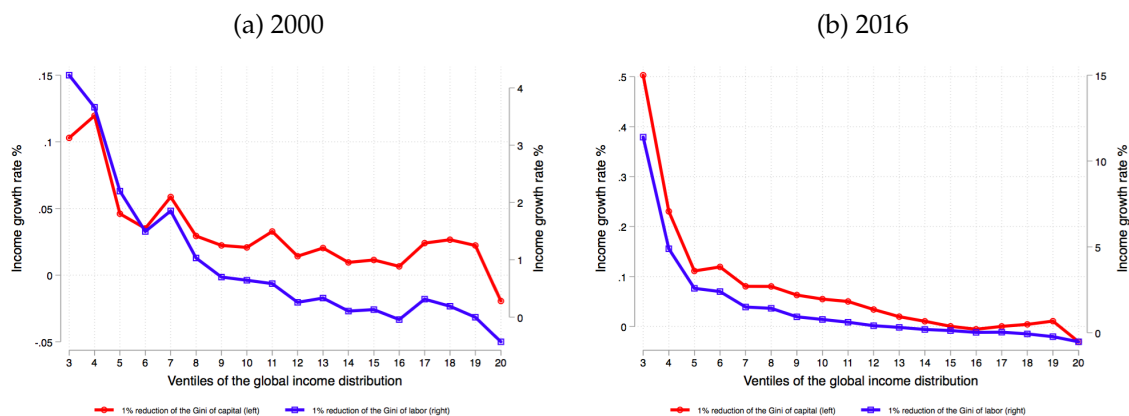 (a) 2000
(b) 2016
.15
.1
.05
0
-.05
Income growth rate %
4
3
2
1
0
Income growth rate %
3 4 5 6 7 8 9 10 11 12 13 14 15 16 17 18 19 20
Ventiles of the global income distribution
1% reduction of the Gini of capital (left) 1% reduction of the Gini of labor (right)
.5
.4
.3
.2
.1
0
Income growth rate %
15
10
5
0
Income growth rate %
3 4 5 6 7 8 9 10 11 12 13 14 15 16 17 18 19 20
Ventiles of the global income distribution
1% reduction of the Gini of capital (left) 1% reduction of the Gini of labor (right)